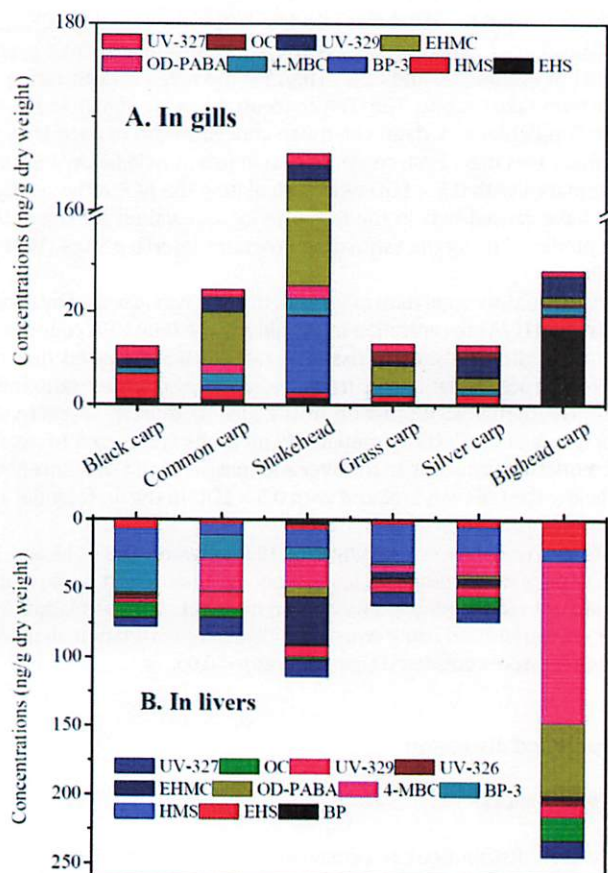 180
UV-327 OC UV-329 EHMC
OD-PABA 4-MBC BP-3 HMS EHS
A. In gills
160
20
0
Concentrations (ng/g dry weight)
Black carp
Common carp
Snakehead
Grass carp
Silver carp
Bighead carp
0
50
100
150
200
250
Concentrations (ng/g dry weight)
B. In livers
UV-327 OC UV-329 UV-326
EHMC OD-PABA 4-MBC BP-3
HMS EHS BP